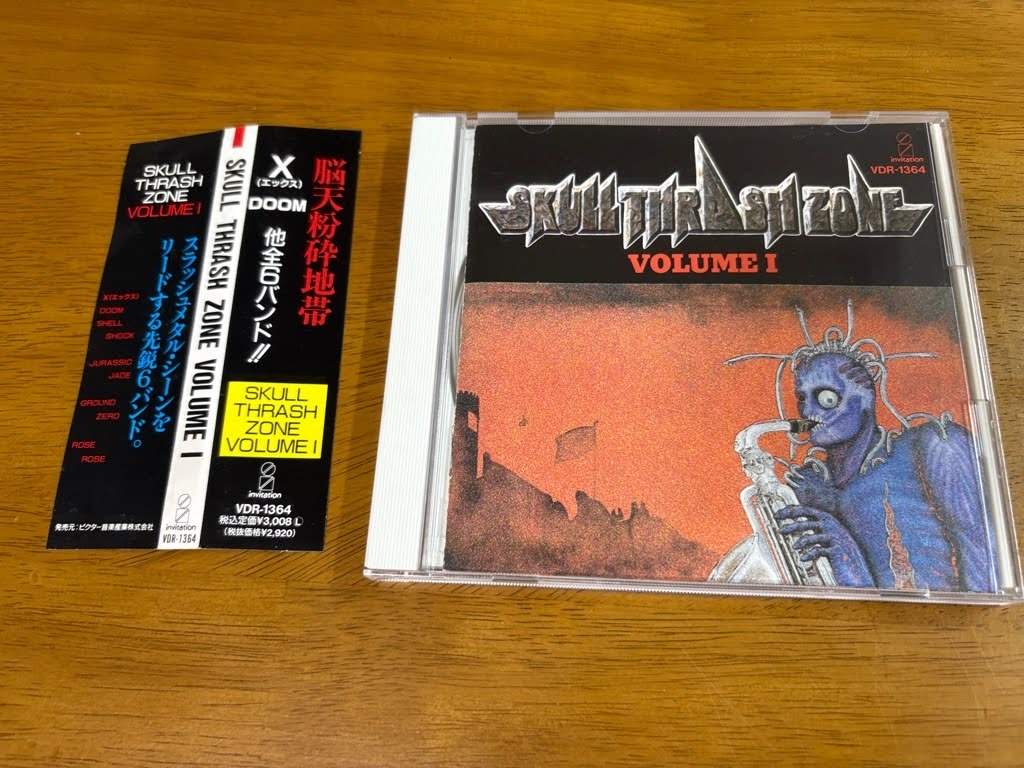 SKULL
THRASH
ZONE
VOLUME I
スラッシュメタル・シーンを
リードする先鋭6バンド。
X(エックス)
DOOM
SHELL
SHOCK
JURASSIC
JADE
GROUND
ZERO
ROSE
ROSE
発売元:ビクター音楽産業株式会社
SKULL THRASH ZONE VOLUME I
invitation
VDR-1364
脳天粉砕地帯
X
(エックス)
DOOM
他全6バンド!!
SKULL
THRASH
ZONE
VOLUME I
invitation
VDR-1364
税込定価¥3,008 L
(税抜価格¥2,920)
invitation
VDR-1364
SKULL THRASH ZONE
VOLUME I